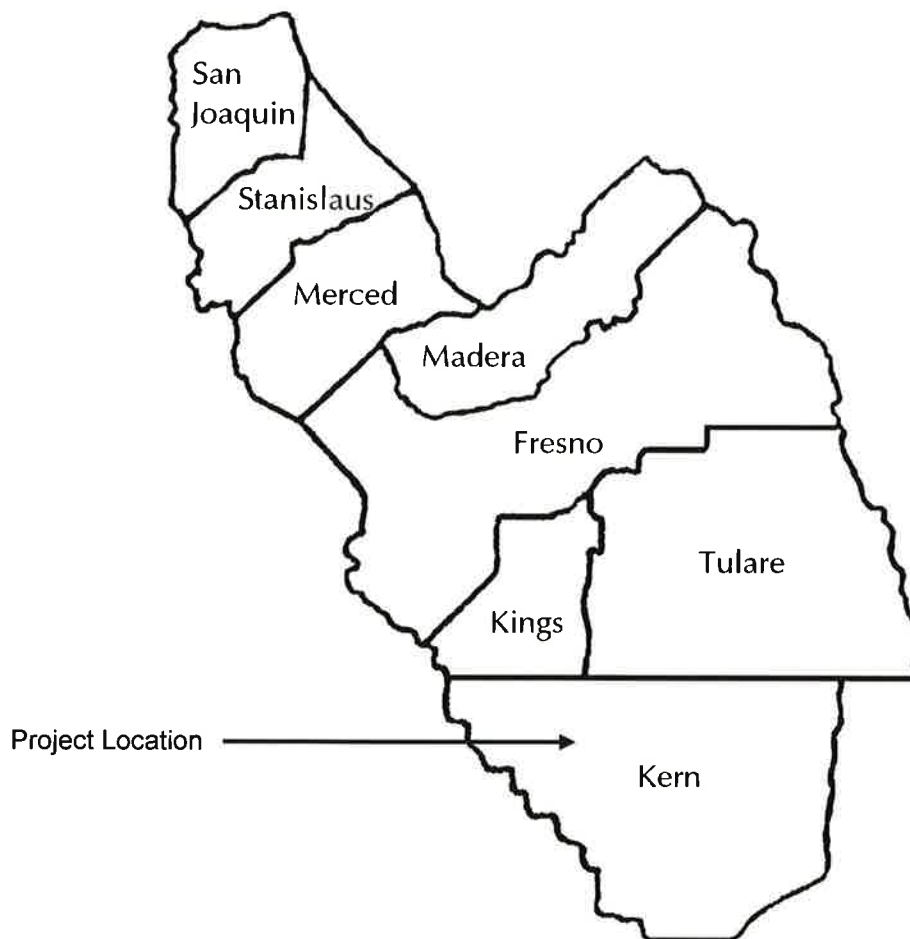 San
Joaquin
Stanislaus
Merced
Madera
Fresno
Tulare
Kings
Project Location
Kern